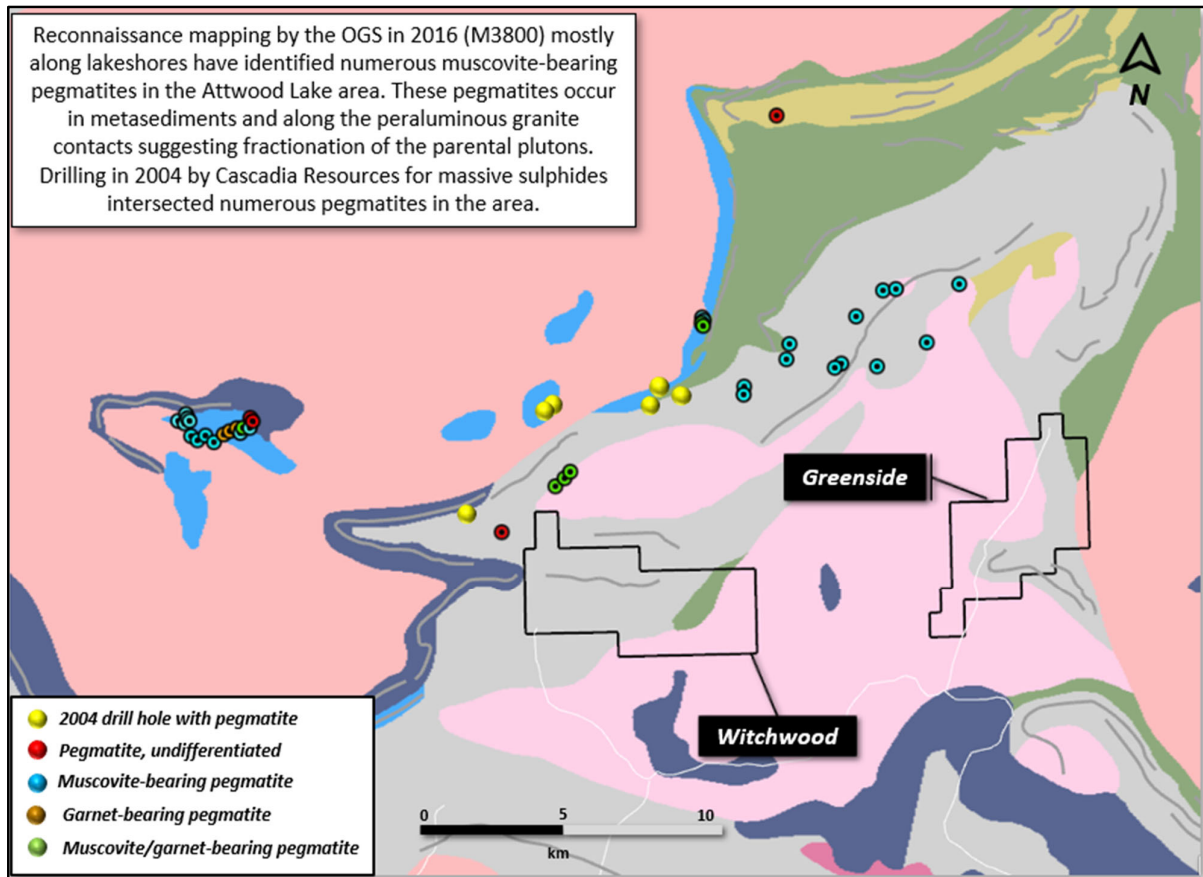 Reconnaissance mapping by the OGS in 2016 (M3800) mostly
along lakeshores have identified numerous muscovite-bearing
pegmatites in the Attwood Lake area. These pegmatites occur
in metasediments and along the peraluminous granite
contacts suggesting fractionation of the parental plutons.
Drilling in 2004 by Cascadia Resources for massive sulphides
intersected numerous pegmatites in the area.
N
Greenside
Witchwood
2004 drill hole with pegmatite
Pegmatite, undifferentiated
Muscovite-bearing pegmatite
Garnet-bearing pegmatite
Muscovite/garnet-bearing pegmatite
0 5 10
km